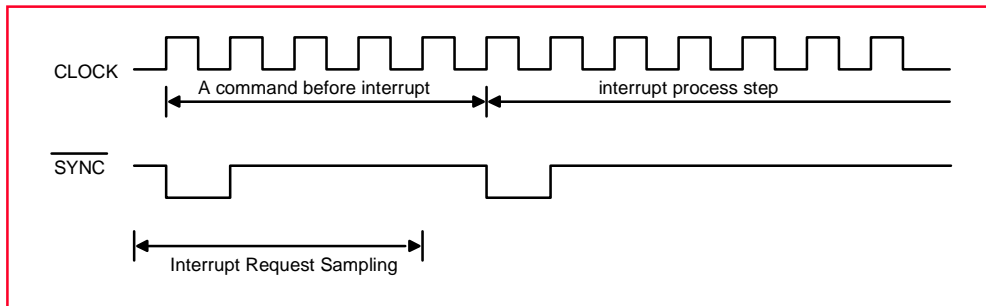 CLOCK
A command before interrupt
interrupt process step
SYNC
Interrupt Request Sampling